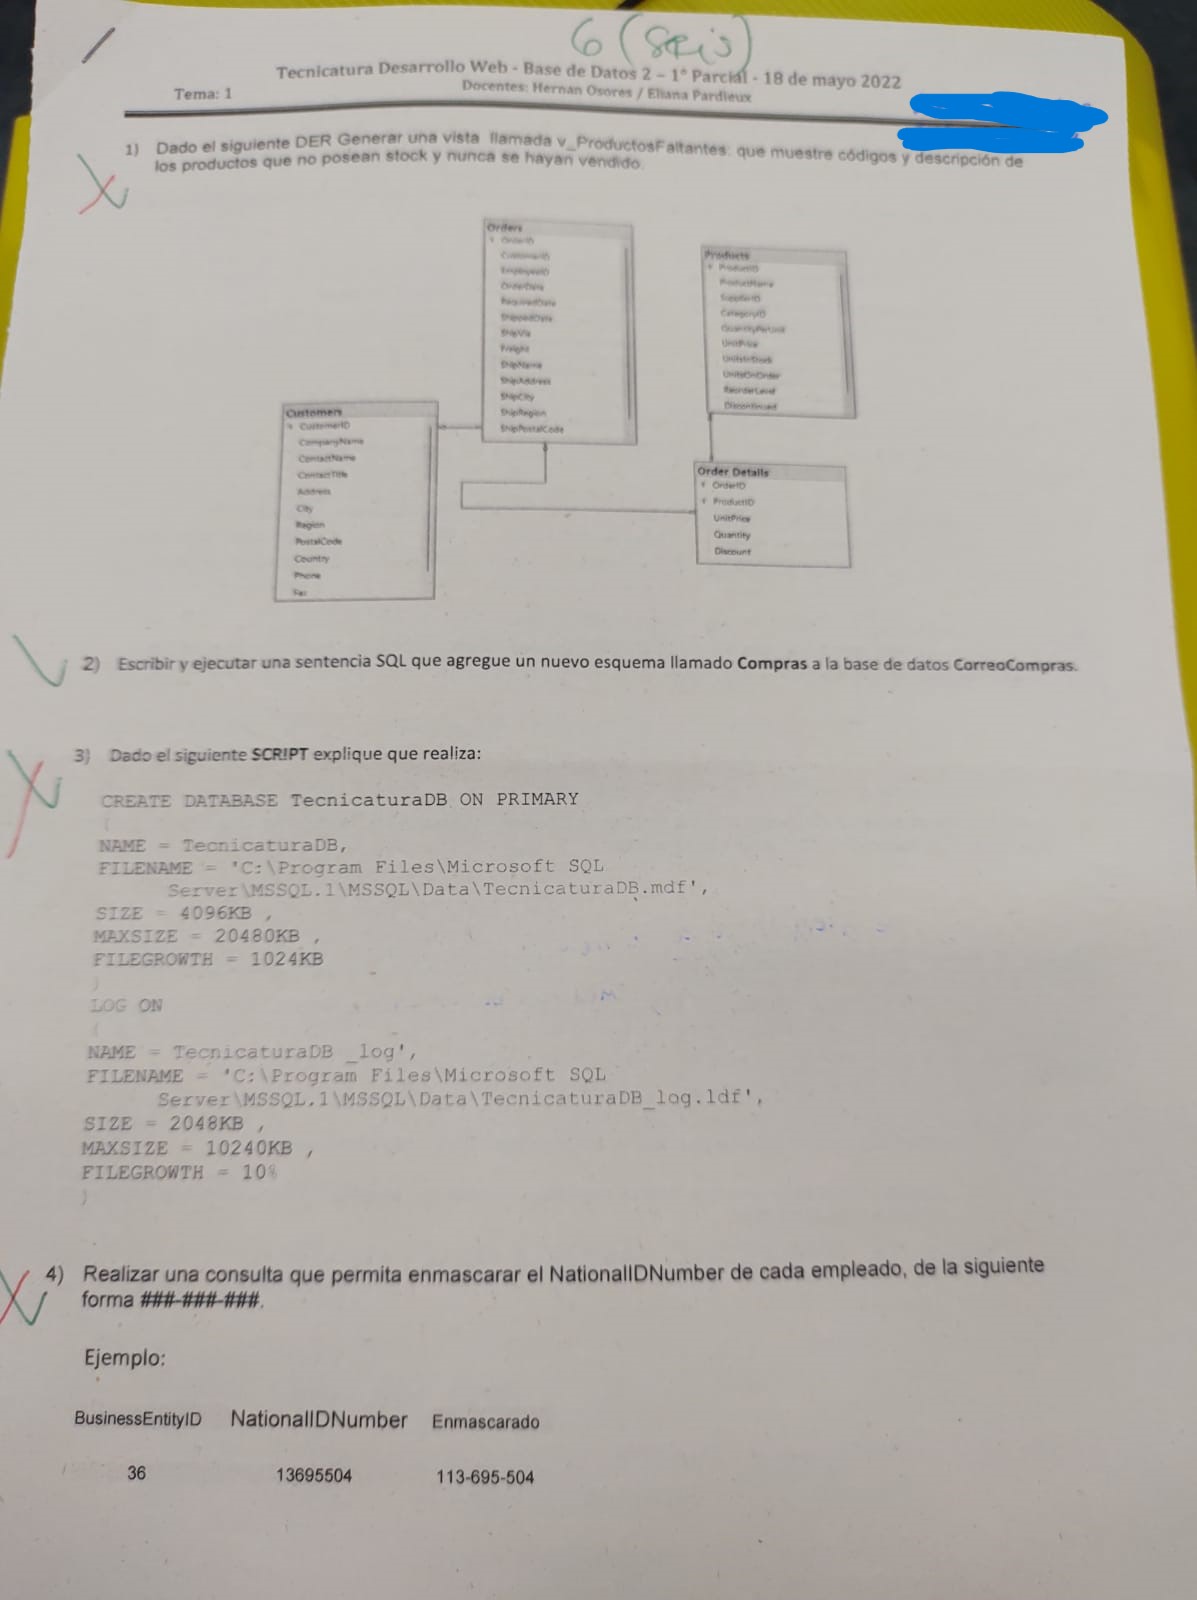 6 (seis)
Tecnicatura Desarrollo Web - Base de Datos 2 – 1° Parcial - 18 de mayo 2022
Tema: 1
Docentes: Hernan Osores / Eliana Pardieux
1) Dado el siguiente DER Generar una vista llamada v_ProductosFaltantes: que muestre códigos y descripción de
los productos que no posean stock y nunca se hayan vendido.
Orders
OrderID
CustomerID
EmployeeID
OrderDate
RequiredDate
ShippedDate
ShipVia
Freight
ShipName
ShipAddress
ShipCity
ShipRegion
ShipPostalCode
Products
ProductID
ProductName
SupplierID
CategoryID
QuantityPerUnit
UnitPrice
UnitsInStock
UnitsOnOrder
ReorderLevel
Discontinued
Customers
CustomerID
CompanyName
ContactName
ContactTitle
Address
City
Region
PostalCode
Country
Phone
Fax
Order Details
OrderID
ProductID
UnitPrice
Quantity
Discount
2) Escribir y ejecutar una sentencia SQL que agregue un nuevo esquema llamado Compras a la base de datos CorreoCompras.
3) Dado el siguiente SCRIPT explique que realiza:
CREATE DATABASE TecnicaturaDB ON PRIMARY
(
NAME = TecnicaturaDB,
FILENAME = 'C:\Program Files\Microsoft SQL
Server\MSSQL.1\MSSQL\Data\TecnicaturaDB.mdf',
SIZE = 4096KB ,
MAXSIZE = 20480KB ,
FILEGROWTH = 1024KB
)
LOG ON
(
NAME = TecnicaturaDB _log',
FILENAME = 'C:\Program Files\Microsoft SQL
Server\MSSQL.1\MSSQL\Data\TecnicaturaDB_log.ldf',
SIZE = 2048KB ,
MAXSIZE = 10240KB ,
FILEGROWTH = 10%
)
4) Realizar una consulta que permita enmascarar el NationalIDNumber de cada empleado, de la siguiente
forma ###-###-###.
Ejemplo:
BusinessEntityID NationalIDNumber Enmascarado
36 13695504 113-695-504